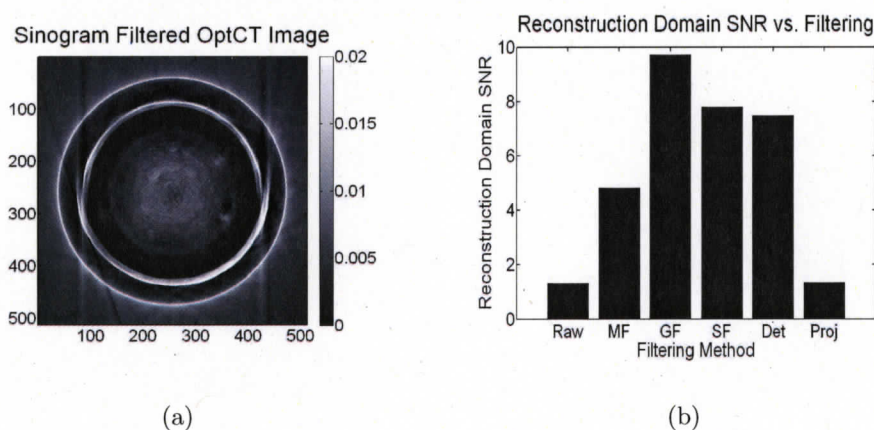 Sinogram Filtered OptCT Image
0.02
0.015
0.01
0.005
0
100
200
300
400
500
100 200 300 400 500
(a)
Reconstruction Domain SNR vs. Filtering
Reconstruction Domain SNR
10
8
6
4
2
0
Raw MF GF SF Det Proj
Filtering Method
(b)